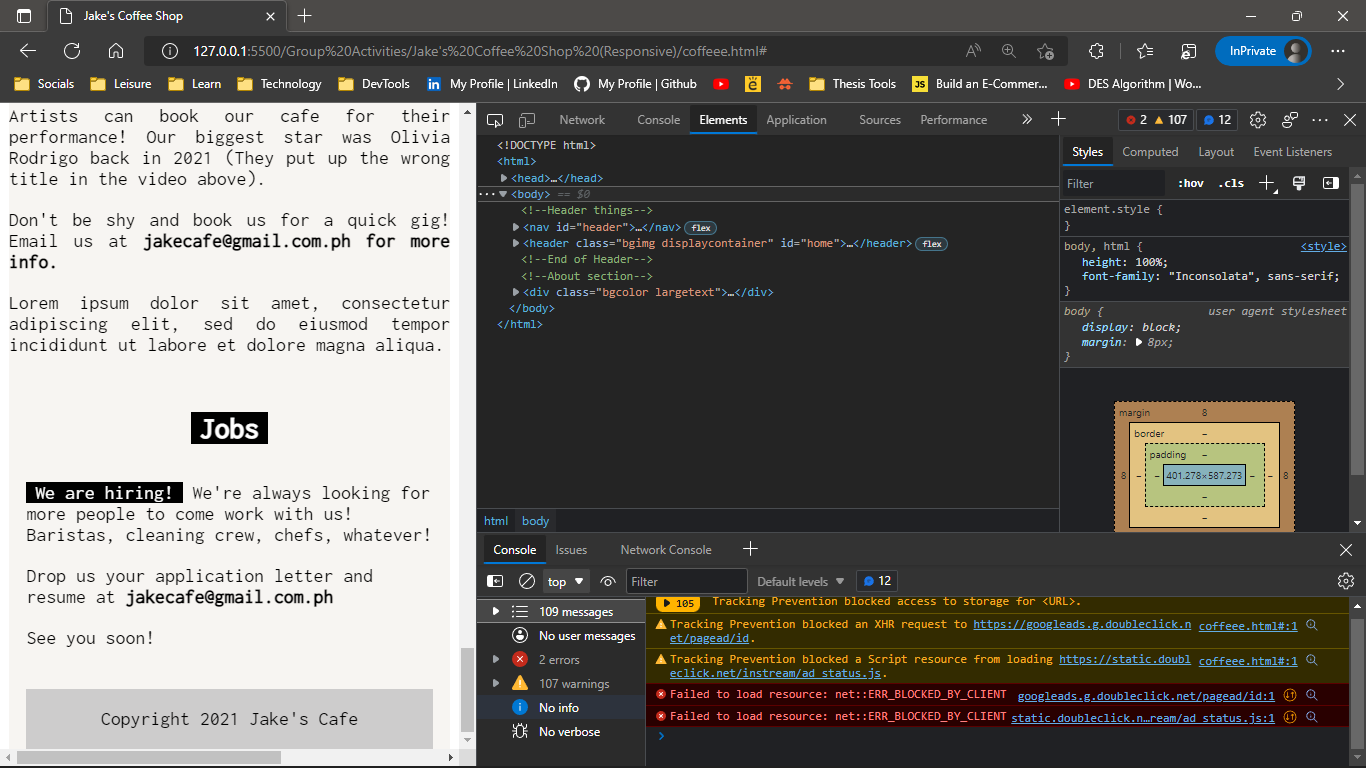 Jake's Coffee Shop
127.0.0.1:5500/Group%20Activities/Jake's%20Coffee%20Shop%20(Responsive)/coffeee.html#
InPrivate
Socials Leisure Learn Technology DevTools My Profile | LinkedIn My Profile | Github Thesis Tools Build an E-Commer... DES Algorithm | Wo...
Artists can book our cafe for their
performance! Our biggest star was Olivia
Rodrigo back in 2021 (They put up the wrong
title in the video above).
Don't be shy and book us for a quick gig!
Email us at jakecafe@gmail.com.ph for more
info.
Lorem ipsum dolor sit amet, consectetur
adipiscing elit, sed do eiusmod tempor
incididunt ut labore et dolore magna aliqua.
Jobs
We are hiring! We're always looking for
more people to come work with us!
Baristas, cleaning crew, chefs, whatever!
Drop us your application letter and
resume at jakecafe@gmail.com.ph
See you soon!
Copyright 2021 Jake's Cafe
Network Console Elements Application Sources Performance 2 107 12
<!DOCTYPE html>
<html>
<head>…</head>
<body> == $0
<!--Header things-->
<nav id="header">…</nav> flex
<header class="bgimg displaycontainer" id="home">…</header> flex
<!--End of Header-->
<!--About section-->
<div class="bgcolor largetext">…</div>
</body>
</html>
html body
Styles Computed Layout Event Listeners
Filter :hov .cls
element.style {
}
body, html { <style>
height: 100%;
font-family: "Inconsolata", sans-serif;
}
body { user agent stylesheet
display: block;
margin: 8px;
}
margin 8
border –
padding –
8 – – 401.278×587.273 – – 8
–
–
Console Issues Network Console
top Filter Default levels 12
109 messages
No user messages
2 errors
107 warnings
No info
No verbose
105 Tracking Prevention blocked access to storage for <URL>.
Tracking Prevention blocked an XHR request to https://googleads.g.doubleclick.n coffeee.html#:1
et/pagead/id.
Tracking Prevention blocked a Script resource from loading https://static.doubl coffeee.html#:1
eclick.net/instream/ad_status.js.
Failed to load resource: net::ERR_BLOCKED_BY_CLIENT googleads.g.doubleclick.net/pagead/id:1
Failed to load resource: net::ERR_BLOCKED_BY_CLIENT static.doubleclick.n…ream/ad_status.js:1